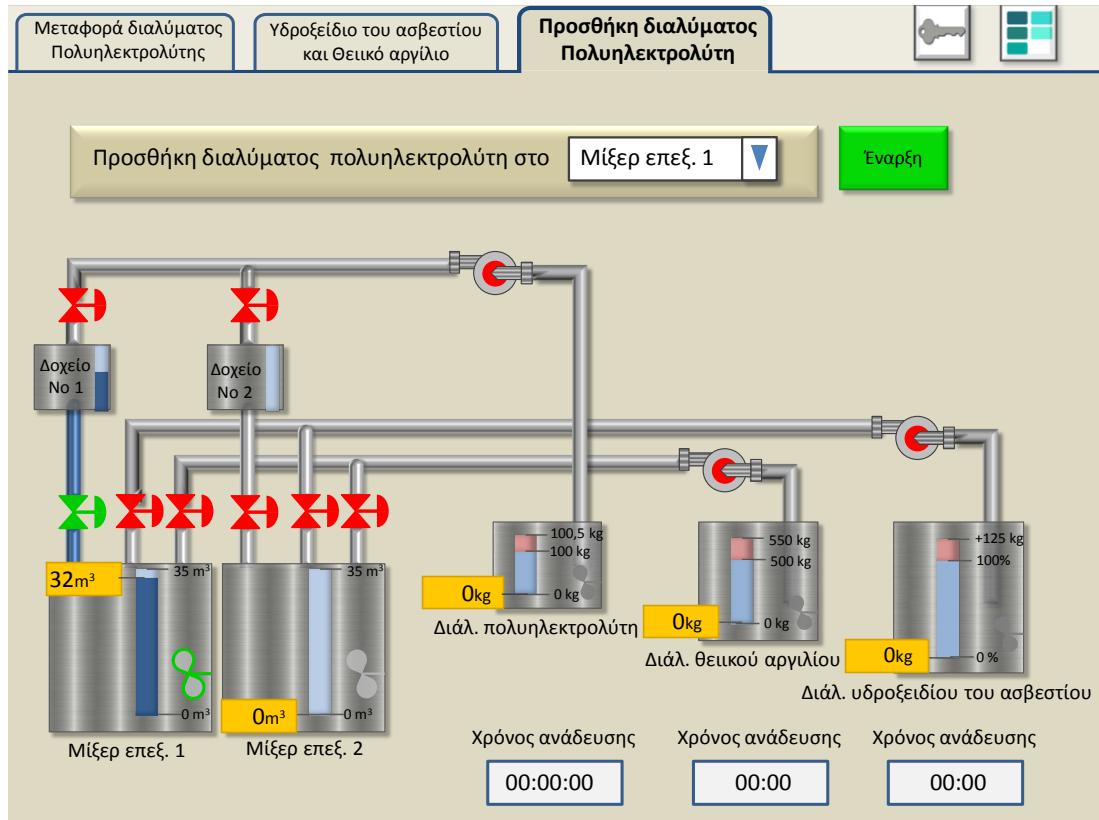 Μεταφορά διαλύματος
Πολυηλεκτρολύτης
Υδροξείδιο του ασβεστίου
και Θειικό αργίλιο
Προσθήκη διαλύματος
Πολυηλεκτρολύτη
Προσθήκη διαλύματος πολυηλεκτρολύτη στο
Μίξερ επεξ. 1
Έναρξη
Δοχείο
Νο 1
Δοχείο
Νο 2
32m³
35 m³
0 m³
Μίξερ επεξ. 1
35 m³
0m³
0 m³
Μίξερ επεξ. 2
100,5 kg
100 kg
0kg
0 kg
Διάλ. πολυηλεκτρολύτη
550 kg
500 kg
0kg
0 kg
Διάλ. θειικού αργιλίου
+125 kg
100%
0kg
0 %
Διάλ. υδροξειδίου του ασβεστίου
Χρόνος ανάδευσης
00:00:00
Χρόνος ανάδευσης
00:00
Χρόνος ανάδευσης
00:00